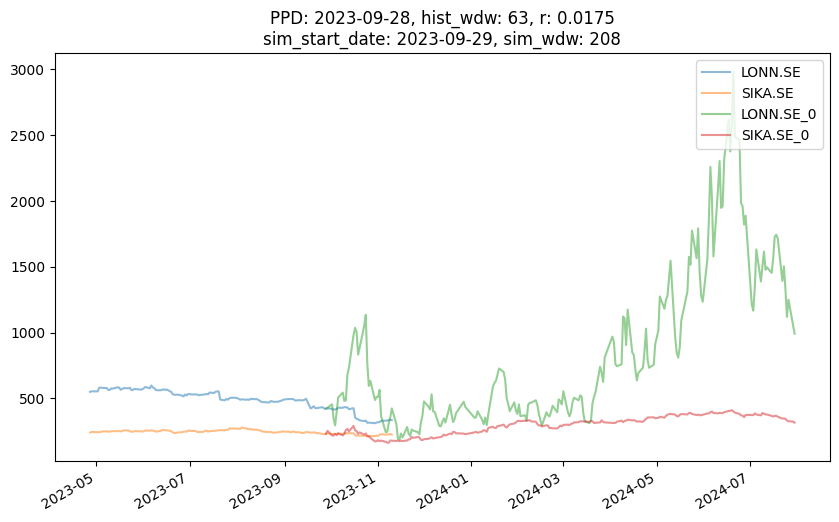 PPD: 2023-09-28, hist_wdw: 63, r: 0.0175
sim_start_date: 2023-09-29, sim_wdw: 208
LONN.SE
SIKA.SE
LONN.SE_0
SIKA.SE_0
3000
2500
2000
1500
1000
500
2023-05
2023-07
2023-09
2023-11
2024-01
2024-03
2024-05
2024-07